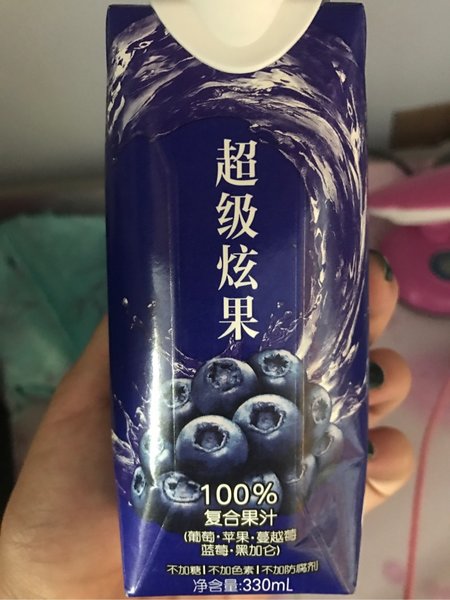 超级炫果
100%
复合果汁
(葡萄·苹果·蔓越莓
蓝莓·黑加仑)
不加糖|不加色素|不加防腐剂
净含量:330mL